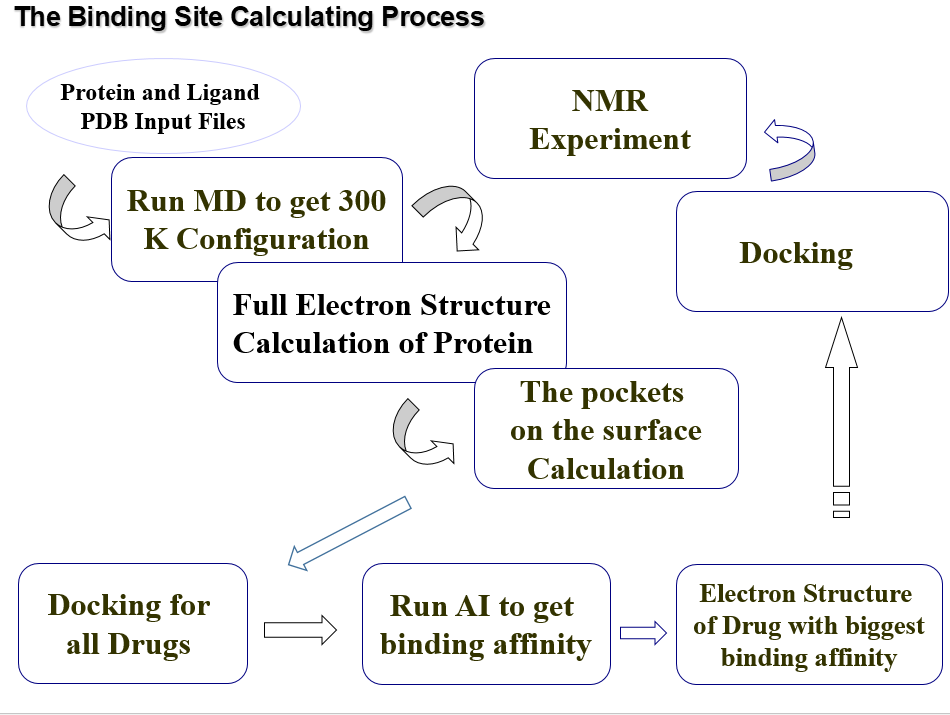 The Binding Site Calculating Process
Protein and Ligand
PDB Input Files
Run MD to get 300
K Configuration
Full Electron Structure
Calculation of Protein
The pockets
on the surface
Calculation
Docking for
all Drugs
Run AI to get
binding affinity
Electron Structure
of Drug with biggest
binding affinity
Docking
NMR
Experiment